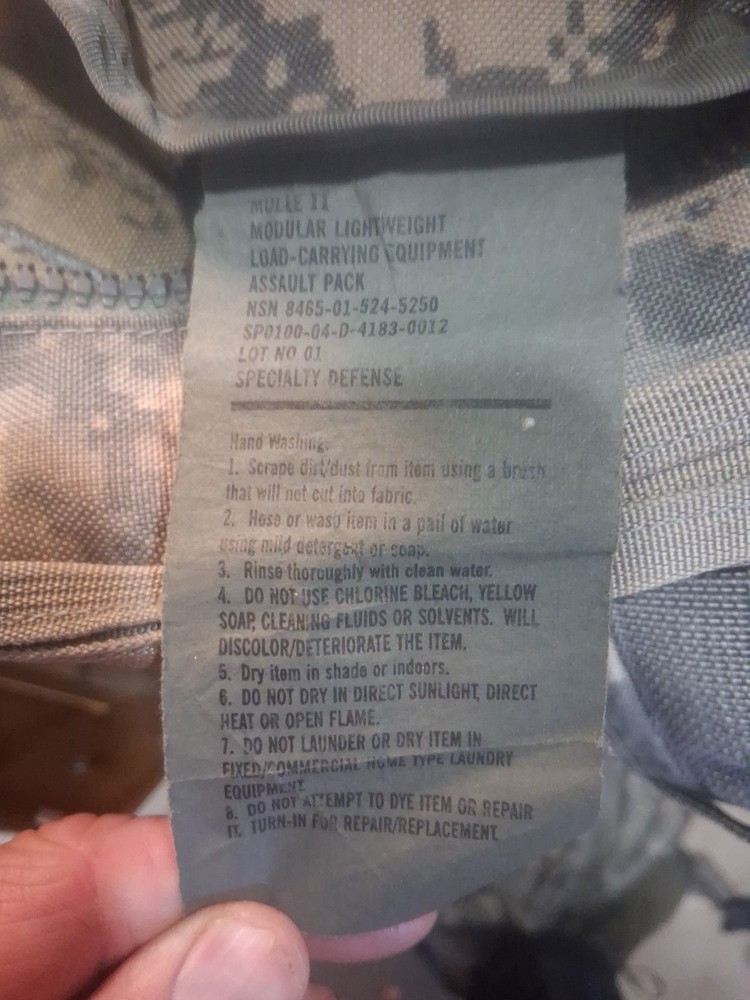 MOLLE II
MODULAR LIGHTWEIGHT
LOAD-CARRYING EQUIPMENT
ASSAULT PACK
NSN 8465-01-524-5250
SP0100-04-D-4183-0012
LOT NO 01
SPECIALTY DEFENSE
Hand Washing:
1. Scrape dirt/dust from item using a brush
that will not cut into fabric.
2. Hose or wasp item in a pail of water
using mild detergent or soap.
3. Rinse thoroughly with clean water.
4. DO NOT USE CHLORINE BLEACH, YELLOW
SOAP, CLEANING FLUIDS OR SOLVENTS. WILL
DISCOLOR/DETERIORATE THE ITEM.
5. Dry item in shade or indoors.
6. DO NOT DRY IN DIRECT SUNLIGHT, DIRECT
HEAT OR OPEN FLAME.
7. DO NOT LAUNDER OR DRY ITEM IN
FIXED/COMMERCIAL HOME TYPE LAUNDRY
EQUIPMENT
8. DO NOT ATTEMPT TO DYE ITEM OR REPAIR
IT. TURN-IN FOR REPAIR/REPLACEMENT.